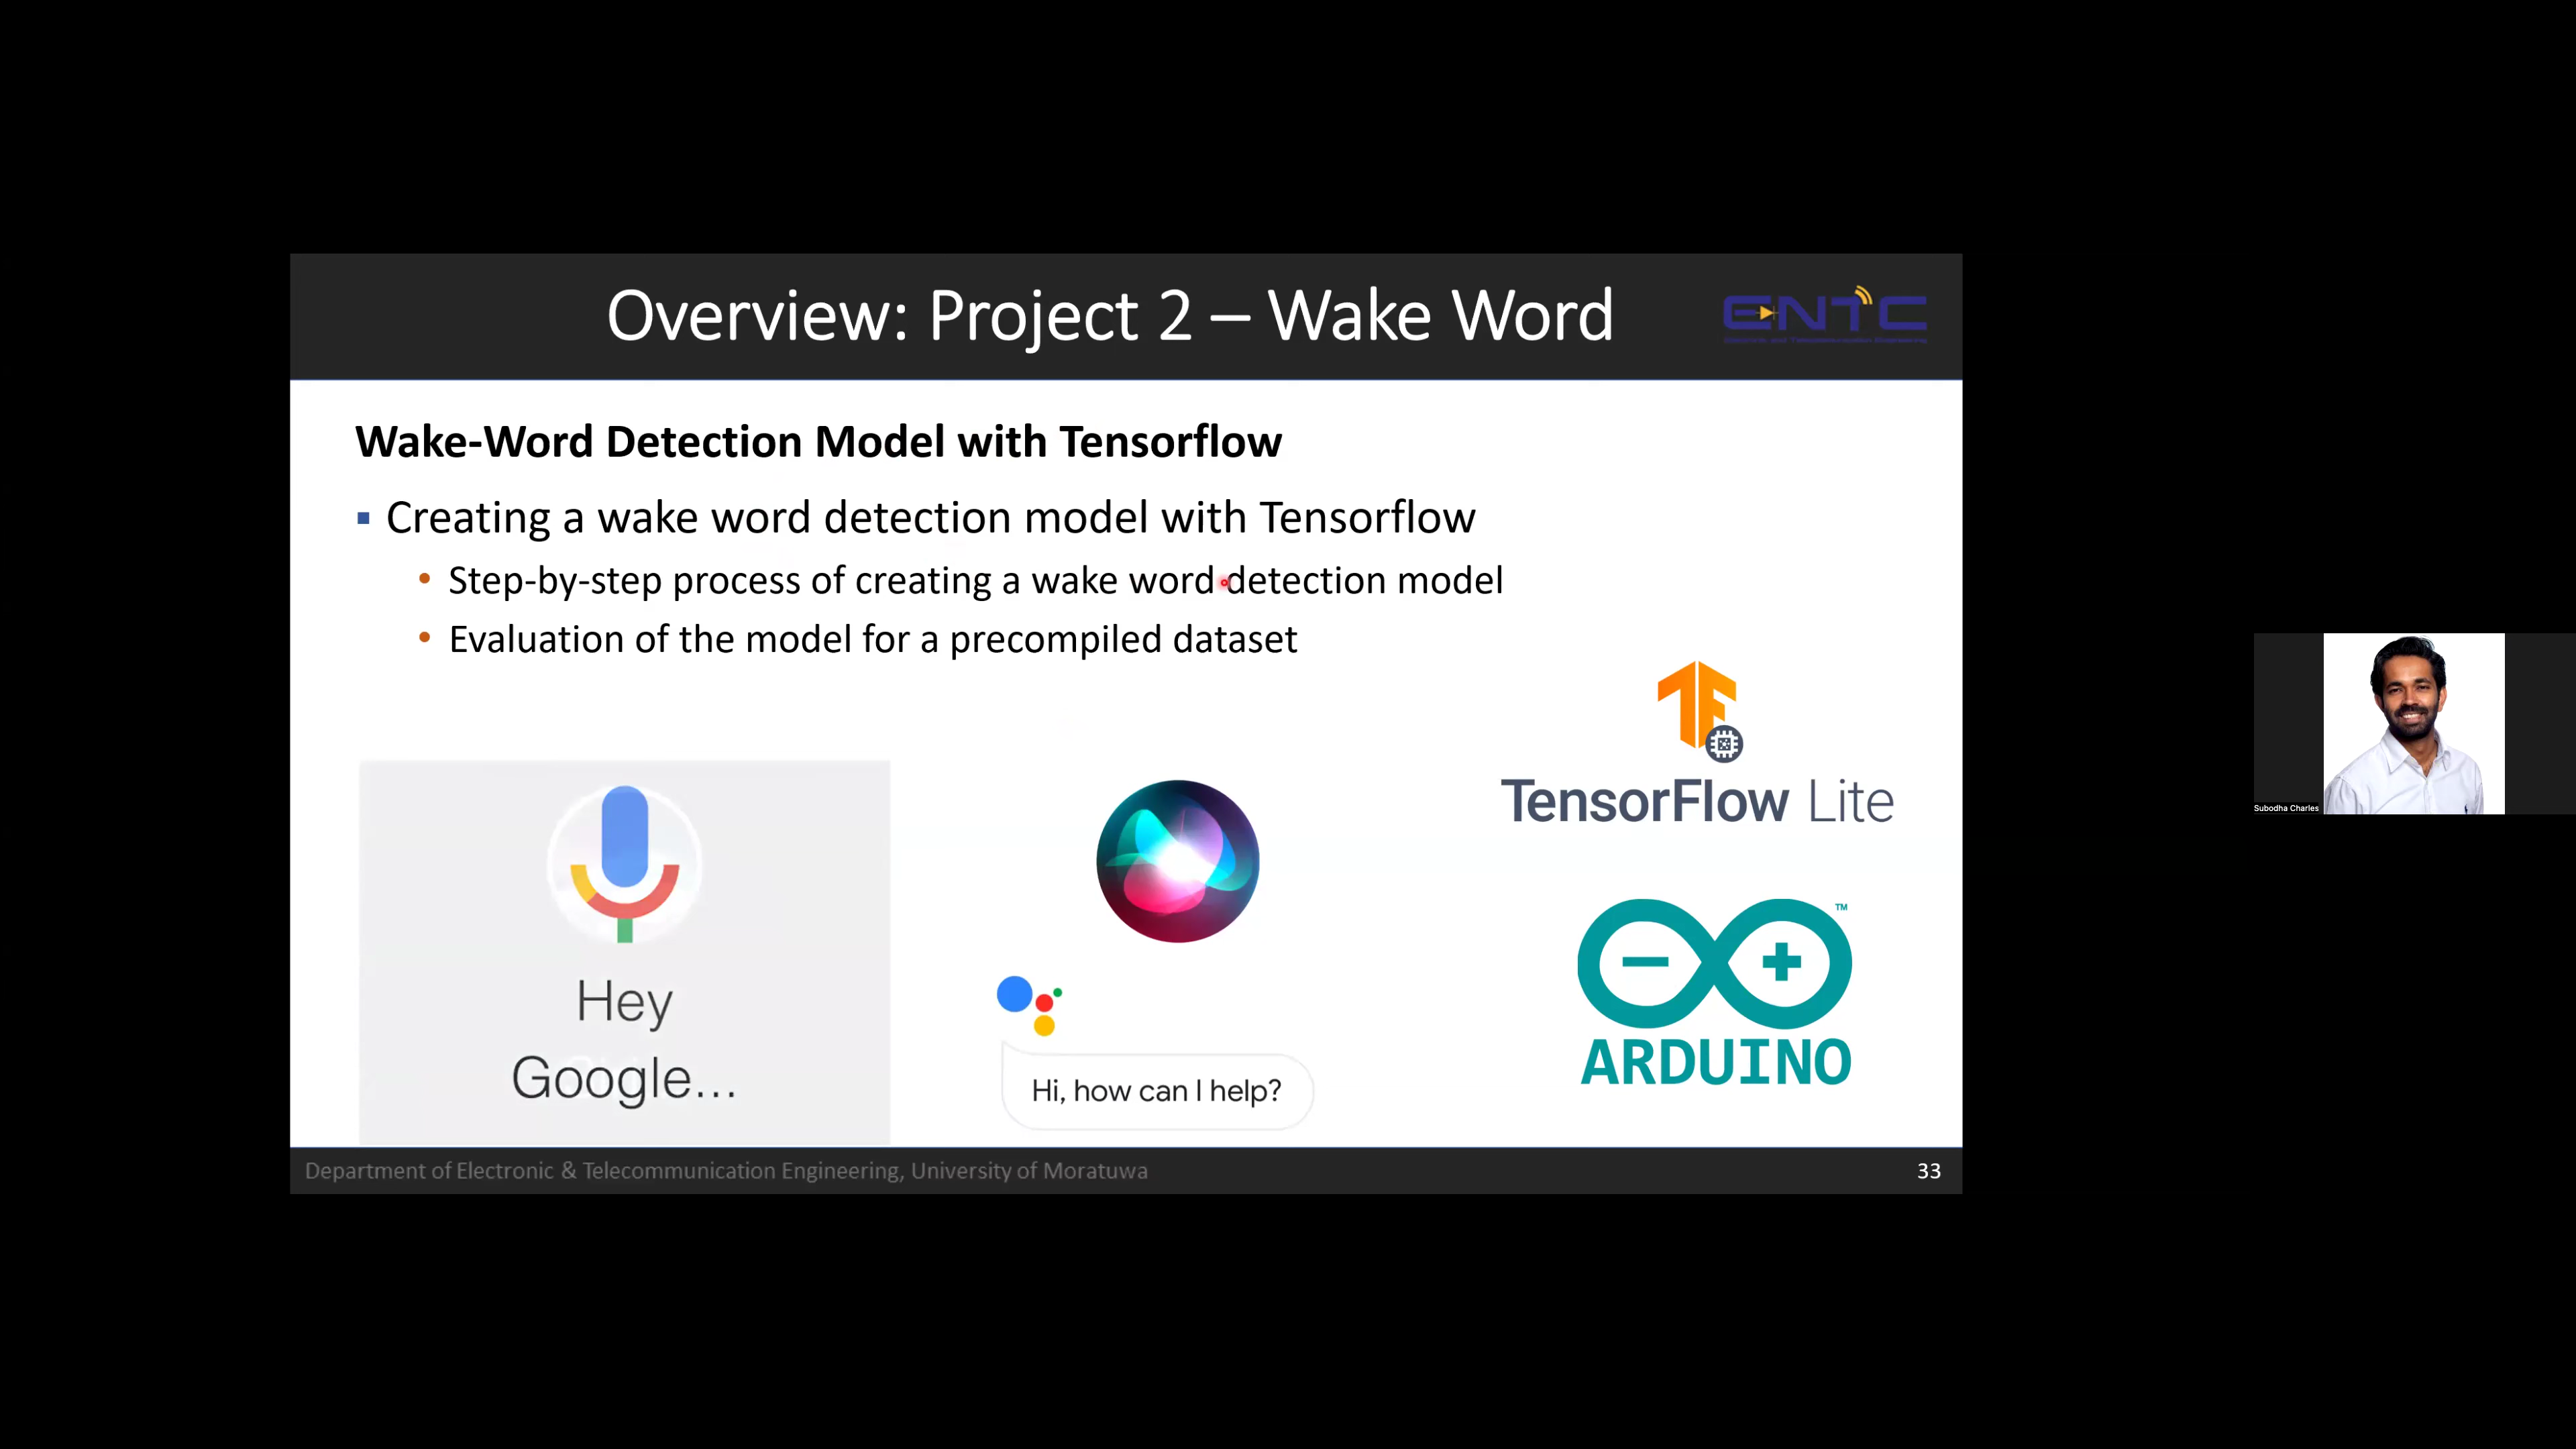 Overview: Project 2 – Wake Word
ENTC
Wake-Word Detection Model with Tensorflow
Creating a wake word detection model with Tensorflow
Step-by-step process of creating a wake word detection model
Evaluation of the model for a precompiled dataset
TensorFlow Lite
Hey
Google...
Hi, how can I help?
TM
ARDUINO
Department of Electronic & Telecommunication Engineering, University of Moratuwa
33
Subodha Charles